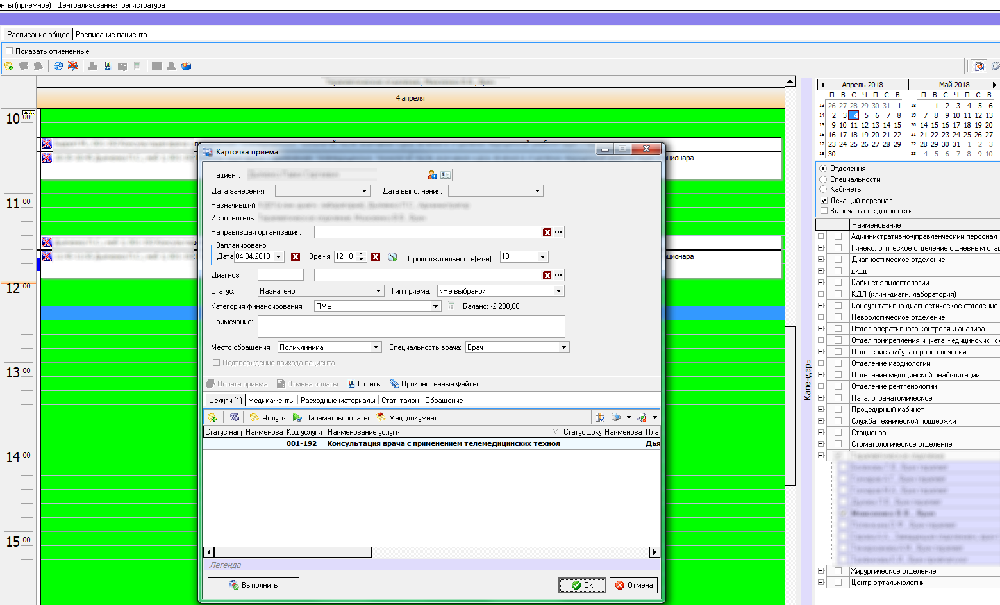 нты (приемное) Централизованная регистратура
Расписание общее Расписание пациента
Показать отмененные
4 апреля
10 00
11 00
12 00
13 00
14 00
15 00
ционара
ционара
Карточка приема
Пациент:
Дата занесения: Дата выполнения:
Назначивший:
Исполнитель:
Направившая организация:
Запланировано
Дата 04.04.2018 Время: 12:10 Продолжительность(мин): 10
Диагноз:
Статус: Назначено Тип приема: <Не выбрано>
Категория финансирования: ПМУ Баланс: -2 200,00
Примечание:
Место обращения: Поликлиника Специальность врача: Врач
Подтверждение прихода пациента
Оплата приема Отмена оплаты Отчеты Прикрепленные файлы
Услуги (1) Медикаменты Расходные материалы Стат. талон Обращение
Услуги Параметры оплаты Мед. документ
Статус напр Наименова Код услуги Наименование услуги Статус доку Наименова Плат
001-192 Консультация врача с применением телемедицинских технол Дья
Легенда
Выполнить Ок Отмена
Календарь
Апрель 2018 Май 2018
П В С Ч П С В П В С Ч П С В
13 26 27 28 29 30 31 1 18 1 2 3 4 5 6
14 2 3 4 5 6 7 8 19 7 8 9 10 11 12 13
15 9 10 11 12 13 14 15 20 14 15 16 17 18 19 20
16 16 17 18 19 20 21 22 21 21 22 23 24 25 26 27
17 23 24 25 26 27 28 29 22 28 29 30 31 1 2 3
18 30 23 4 5 6 7 8 9 10
Отделения
Специальности
Кабинеты
Лечащий персонал
Включать все должности
Наименование
Административно-управленческий персонал
Гинекологическое отделение с дневным стац
Диагностическое отделение
дкдц
Кабинет эпилептологии
КДЛ (клин.-диагн. лаборатория)
Консультативно-диагностическое отделение
Неврологическое отделение
Отдел оперативного контроля и анализа
Отдел прикрепления и учета медицинских усл
Отделение амбулаторного лечения
Отделение кардиологии
Отделение медицинской реабилитации
Отделение рентгенологии
Паталогоанатомическое
Процедурный кабинет
Служба технической поддержки
Стационар
Стоматологическое отделение
Хирургическое отделение
Центр офтальмологии